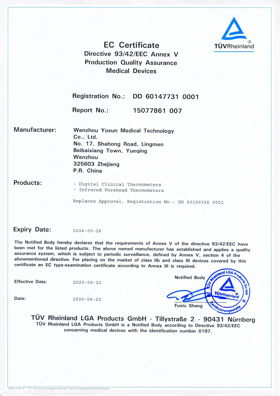 TÜVRheinland
EC Certificate
Directive 93/42/EEC Annex V
Production Quality Assurance
Medical Devices
Registration No.: DD 60147731 0001
Report No.: 15077861 007
Manufacturer: Wenzhou Yosun Medical Technology
Co., Ltd.
No. 17, Shahong Road, Lingmen
Beibaixiang Town, Yueqing
Wenzhou
325603 Zhejiang
P.R. China
Products: - Digital Clinical Thermometers
- Infrared Forehead Thermometers
Replaces Approval, Registration No.: DD 0001
Expiry Date: 2024-05-26
The Notified Body hereby declares that the requirements of Annex V of the directive 93/42/EEC have
been met for the listed products. The above named manufacturer has established and applies a quality
assurance system, which is subject to periodic surveillance, defined by Annex V, section 4 of the
aforementioned directive. For placing on the market of class IIb and class III devices covered by this
certificate an EC type-examination certificate according to Annex III is required.
Notified Body
Effective Date: 2020-04-23
Date: 2020-04-23
Fuxiu Sheng
TÜV Rheinland LGA Products GmbH - Tillystraße 2 - 90431 Nürnberg
TÜV Rheinland LGA Products GmbH is a Notified Body according to Directive 93/42/EEC
concerning medical devices with the identification number 0197.